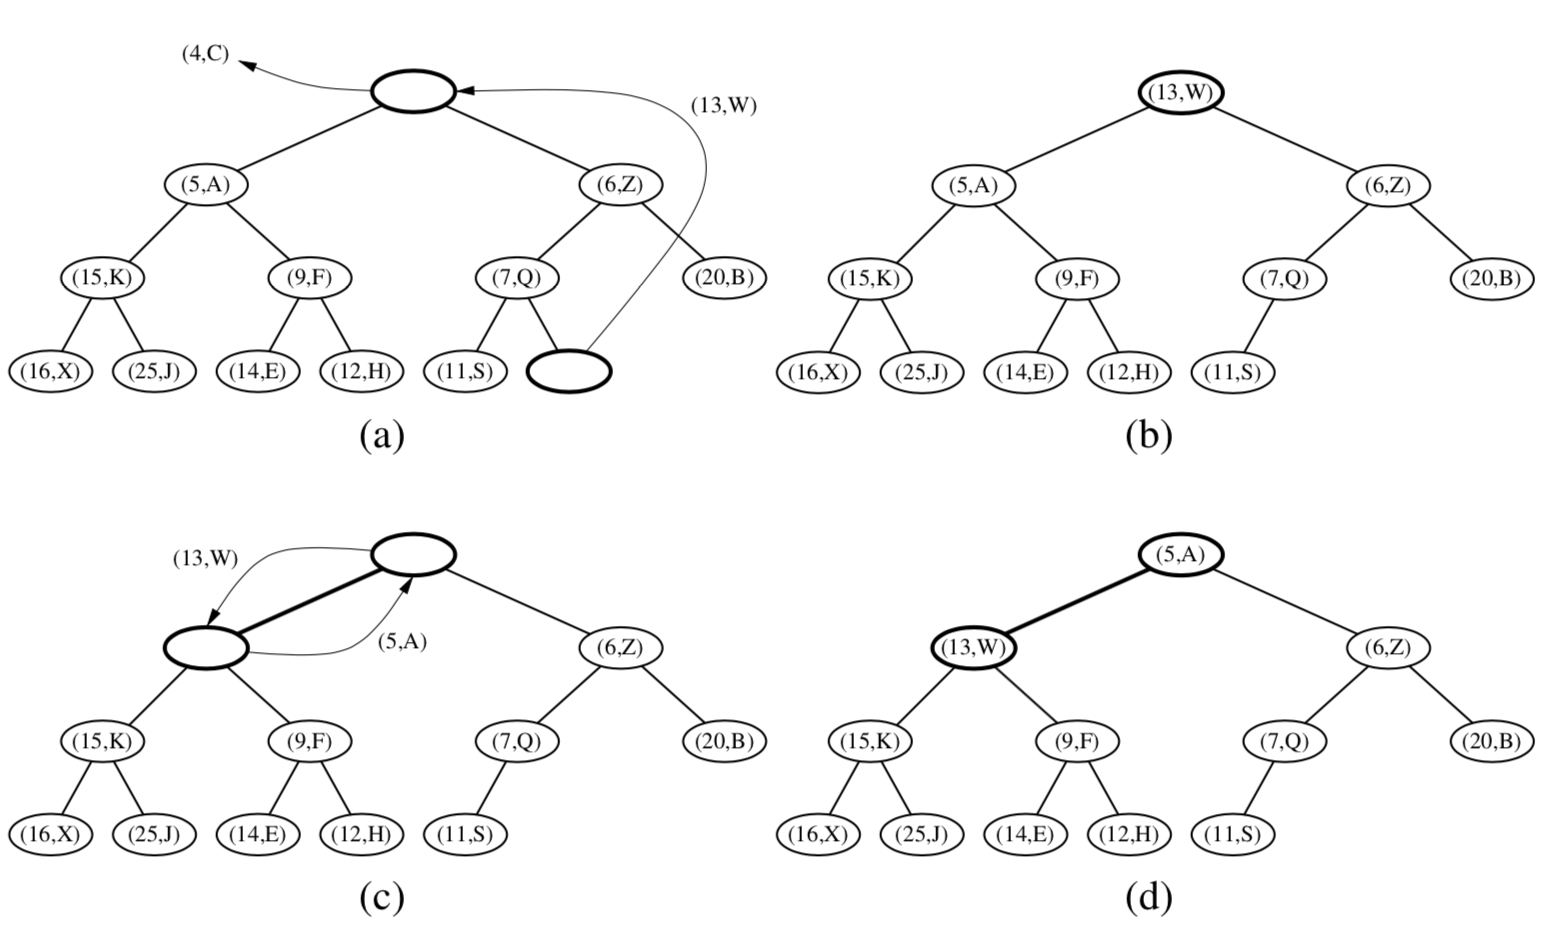 (4,C)
(13,W) (13,W)
(5,A) (6,Z) (5,A) (6,Z)
(15,K) (9,F) (7,Q) (20,B) (15,K) (9,F) (7,Q) (20,B)
(16,X) (25,J) (14,E) (12,H) (11,S) (16,X) (25,J) (14,E) (12,H) (11,S)
(a) (b)
(13,W) (5,A)
(5,A) (6,Z) (13,W) (6,Z)
(15,K) (9,F) (7,Q) (20,B) (15,K) (9,F) (7,Q) (20,B)
(16,X) (25,J) (14,E) (12,H) (11,S) (16,X) (25,J) (14,E) (12,H) (11,S)
(c) (d)